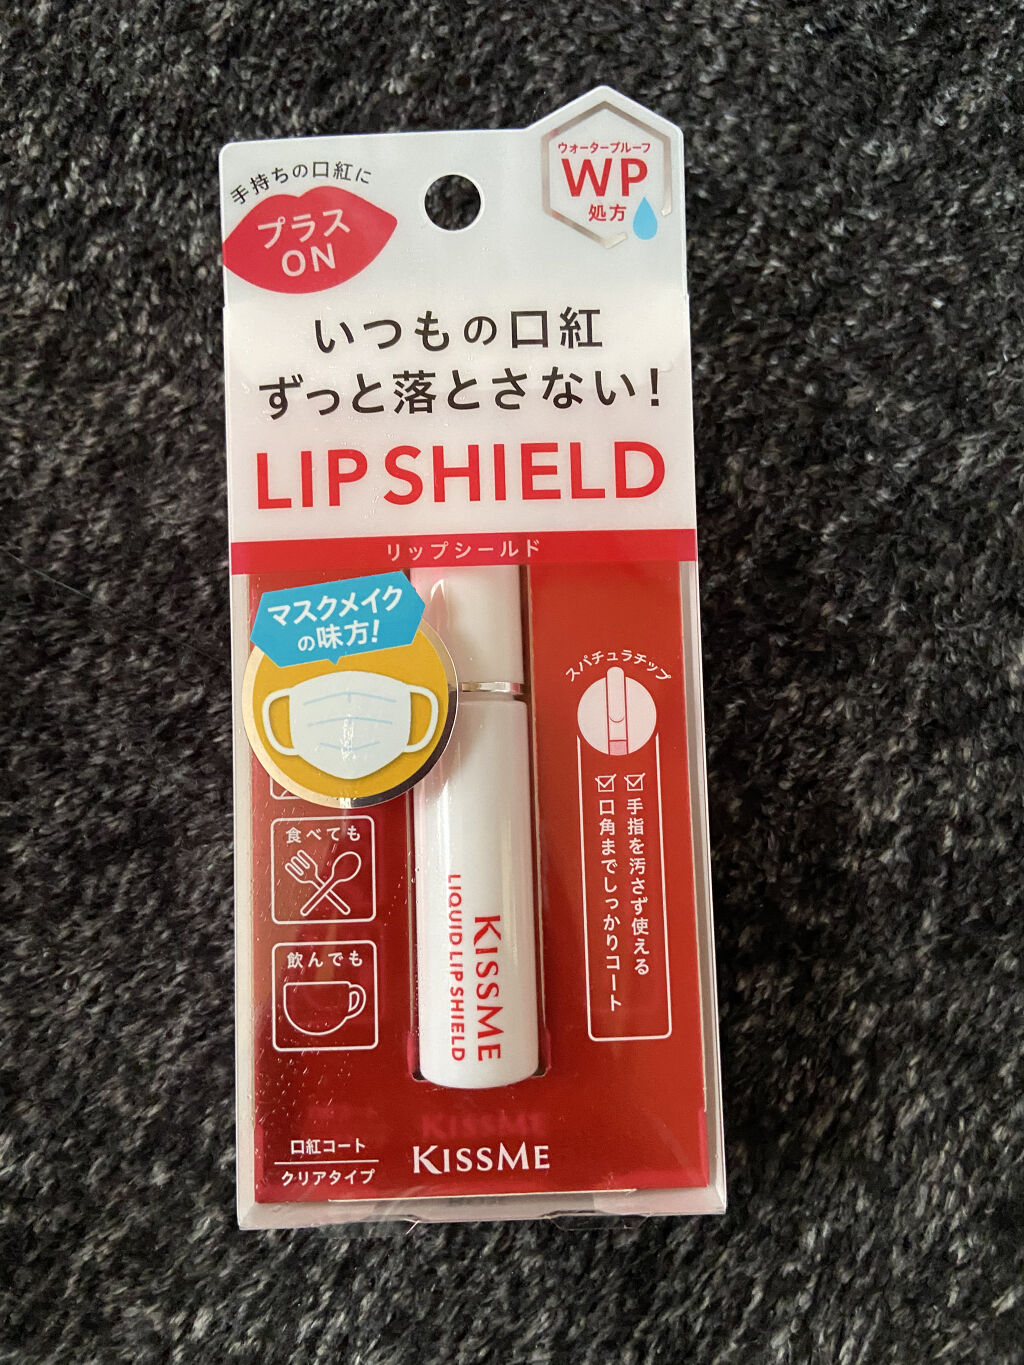 手持ちの口紅に
プラス
ON
ウォータープルーフ
WP
処方
いつもの口紅
ずっと落とさない！
LIP SHIELD
リップシールド
マスクメイク
の味方！
スパチュラチップ
手指を汚さず使える
口角までしっかりコート
食べても
飲んでも
KISSME
LIQUID LIP SHIELD
口紅コート
クリアタイプ
KISSME